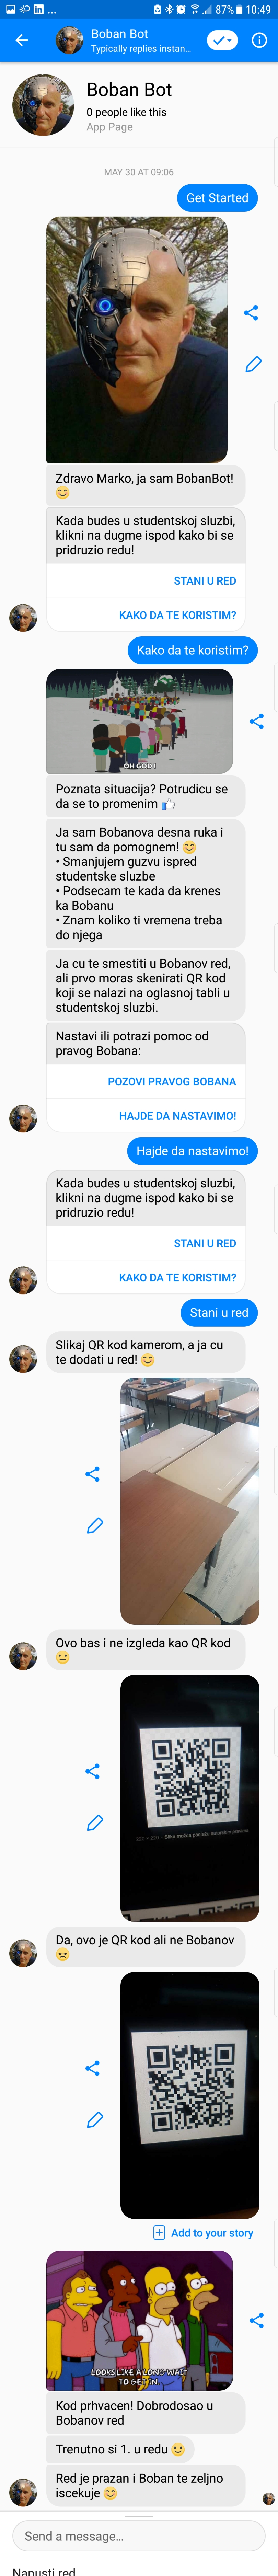 87% 10:49
Boban Bot
Typically replies instan...
Boban Bot
0 people like this
App Page
MAY 30 AT 09:06
Get Started
Zdravo Marko, ja sam BobanBot!
😊
Kada budes u studentskoj sluzbi,
klikni na dugme ispod kako bi se
pridruzio redu!
STANI U RED
KAKO DA TE KORISTIM?
Kako da te koristim?
OH GOD!
Poznata situacija? Potrudicu se
da se to promenim 👍
Ja sam Bobanova desna ruka i
tu sam da pomognem! 😊
• Smanjujem guzvu ispred
studentske sluzbe
• Podsecam te kada da krenes
ka Bobanu
• Znam koliko ti vremena treba
do njega
Ja cu te smestiti u Bobanov red,
ali prvo moras skenirati QR kod
koji se nalazi na oglasnoj tabli u
studentskoj sluzbi.
Nastavi ili potrazi pomoc od
pravog Bobana:
POZOVI PRAVOG BOBANA
HAJDE DA NASTAVIMO!
Hajde da nastavimo!
Kada budes u studentskoj sluzbi,
klikni na dugme ispod kako bi se
pridruzio redu!
STANI U RED
KAKO DA TE KORISTIM?
Stani u red
Slikaj QR kod kamerom, a ja cu
te dodati u red! 😊
Ovo bas i ne izgleda kao QR kod
😐
Da, ovo je QR kod ali ne Bobanov
😠
Add to your story
LOOKS LIKE A LONG WAIT
TO GET IN.
Kod prhvacen! Dobrodosao u
Bobanov red
Trenutno si 1. u redu 🙂
Red je prazan i Boban te zeljno
iscekuje 😊
Send a message...
Napusti red